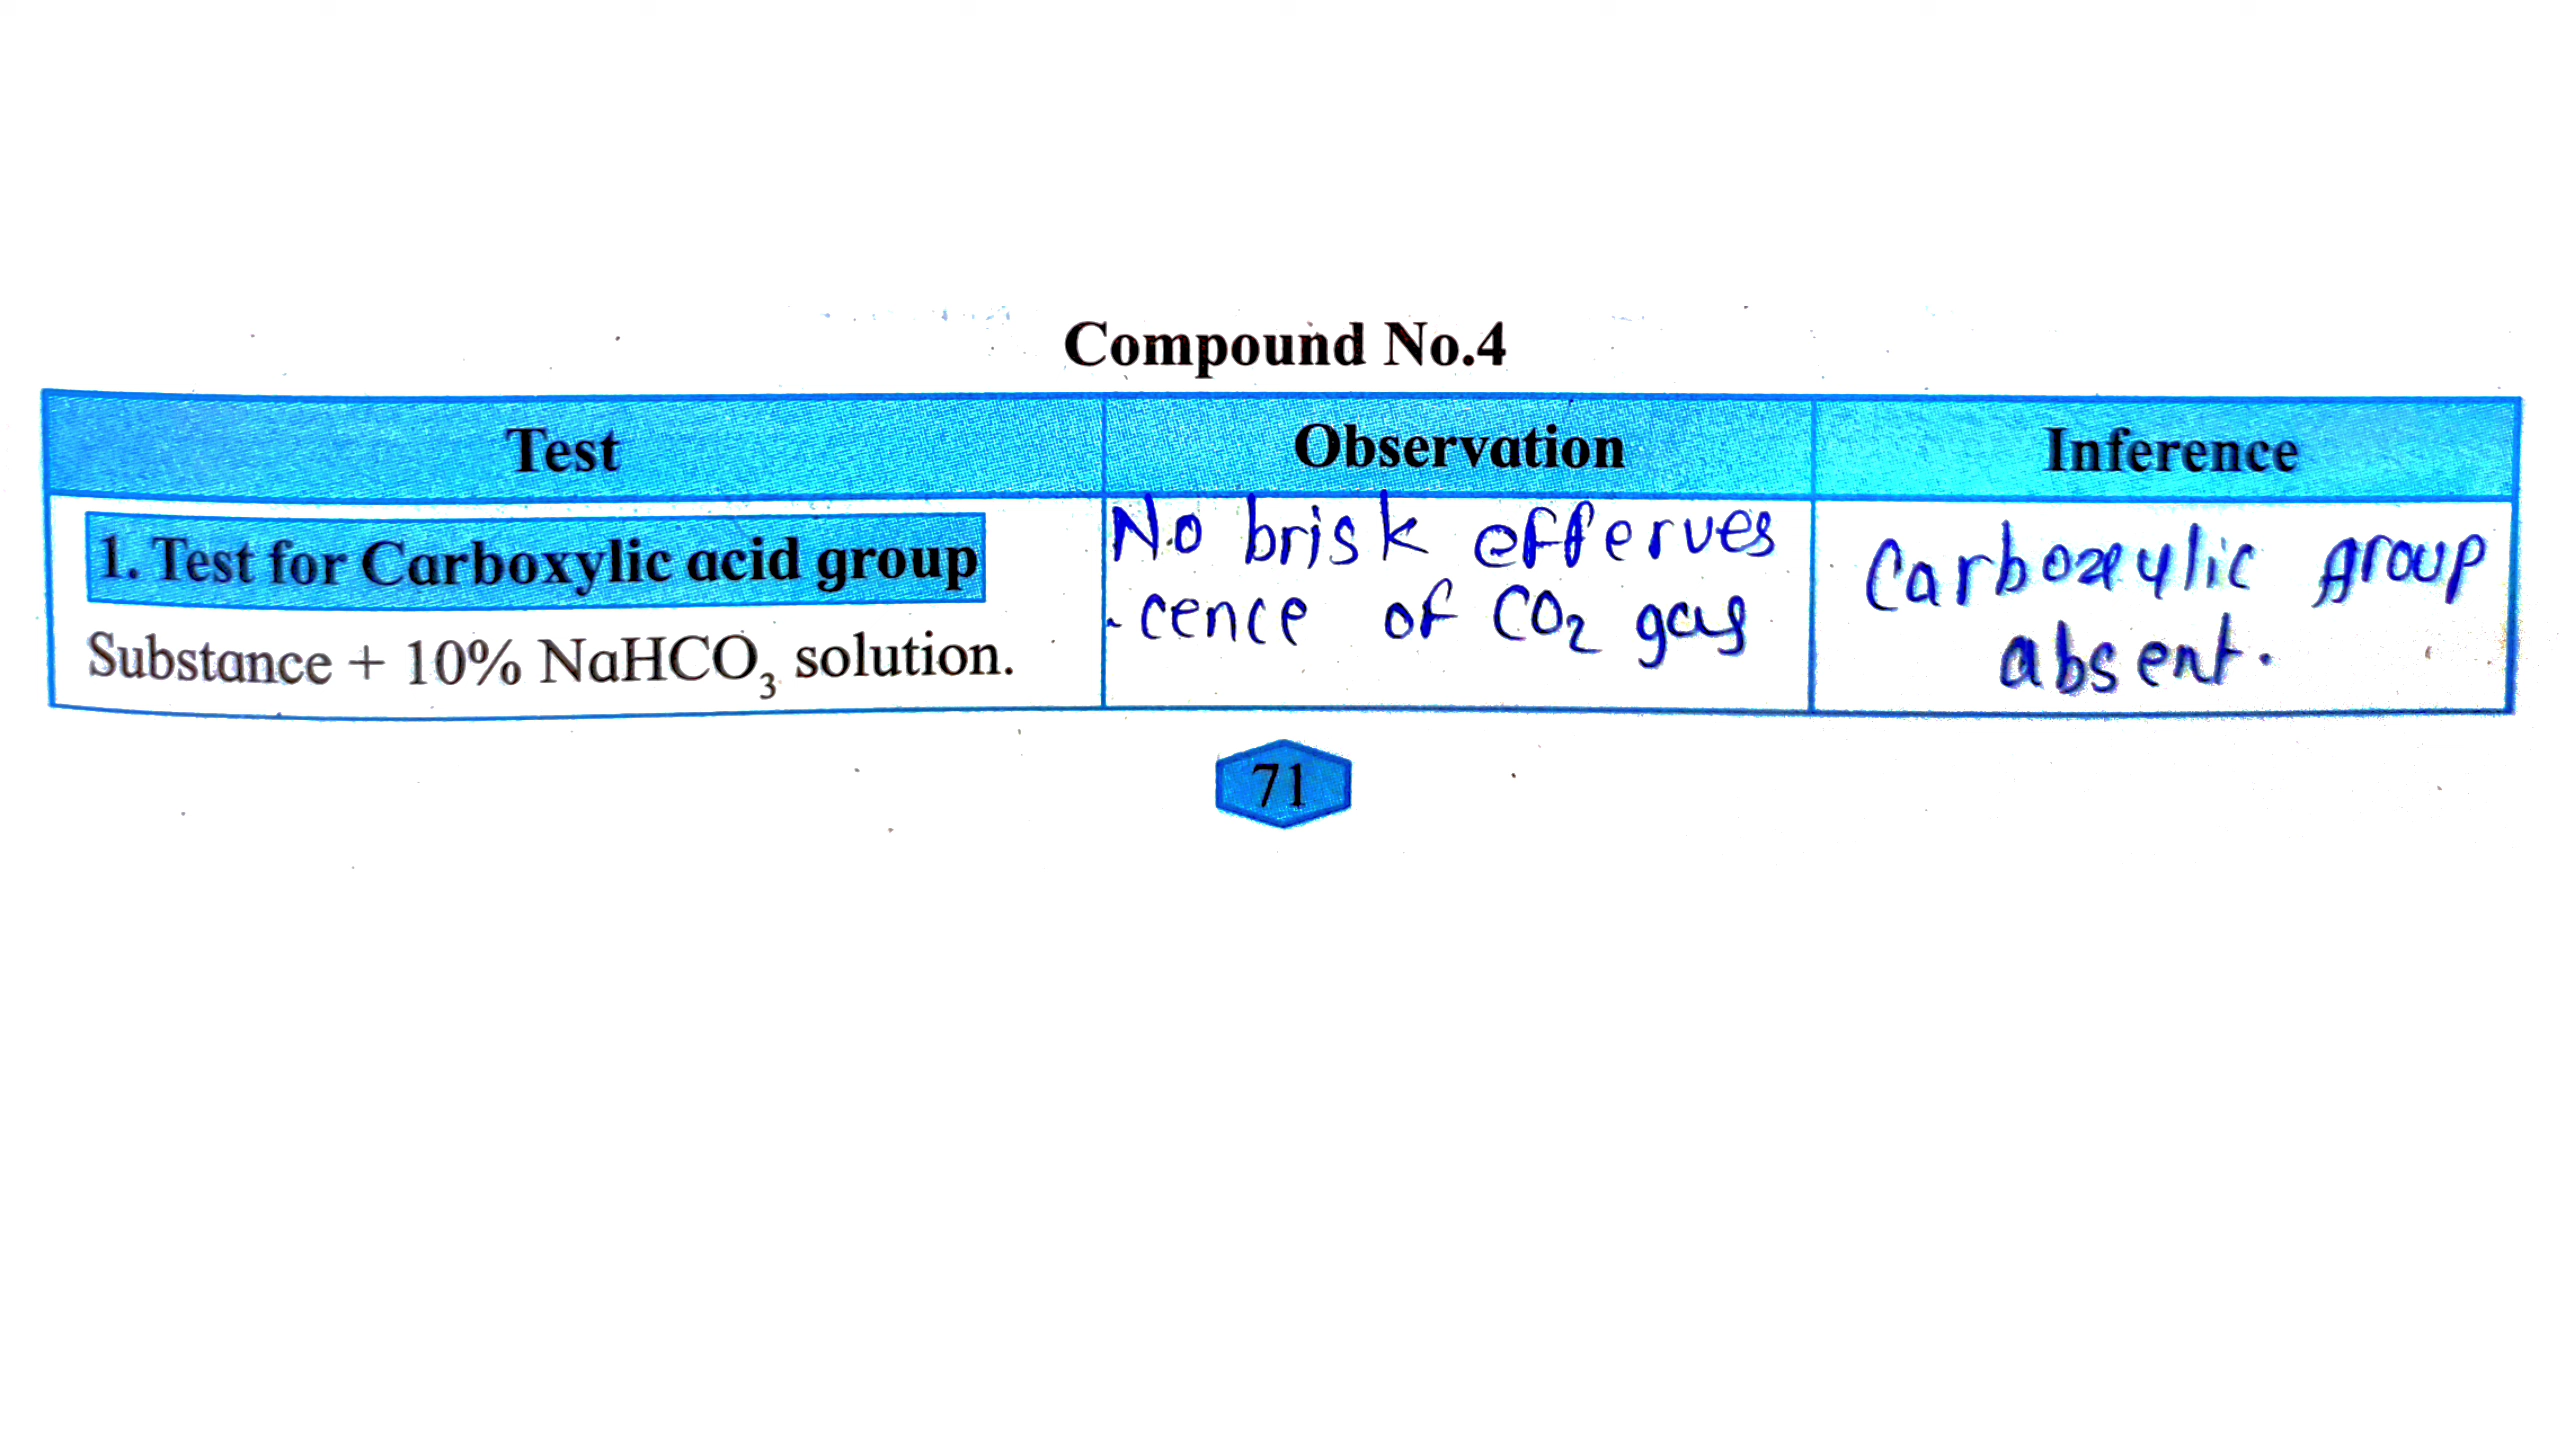 Compound No.4
Test Observation Inference
1. Test for Carboxylic acid group
Substance + 10% NaHCO₃ solution.
No brisk efferves
-cence of CO₂ gas
Carboxylic group
absent.
71